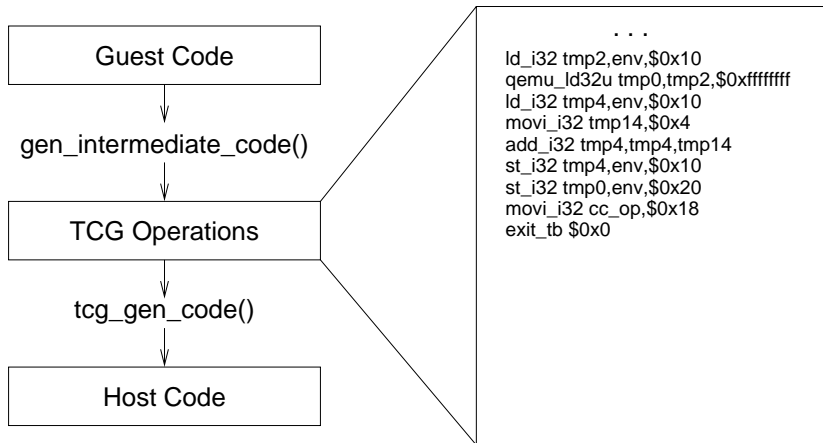 Guest Code
gen_intermediate_code()
TCG Operations
tcg_gen_code()
Host Code
. . .
ld_i32 tmp2,env,$0x10
qemu_ld32u tmp0,tmp2,$0xffffffff
ld_i32 tmp4,env,$0x10
movi_i32 tmp14,$0x4
add_i32 tmp4,tmp4,tmp14
st_i32 tmp4,env,$0x10
st_i32 tmp0,env,$0x20
movi_i32 cc_op,$0x18
exit_tb $0x0